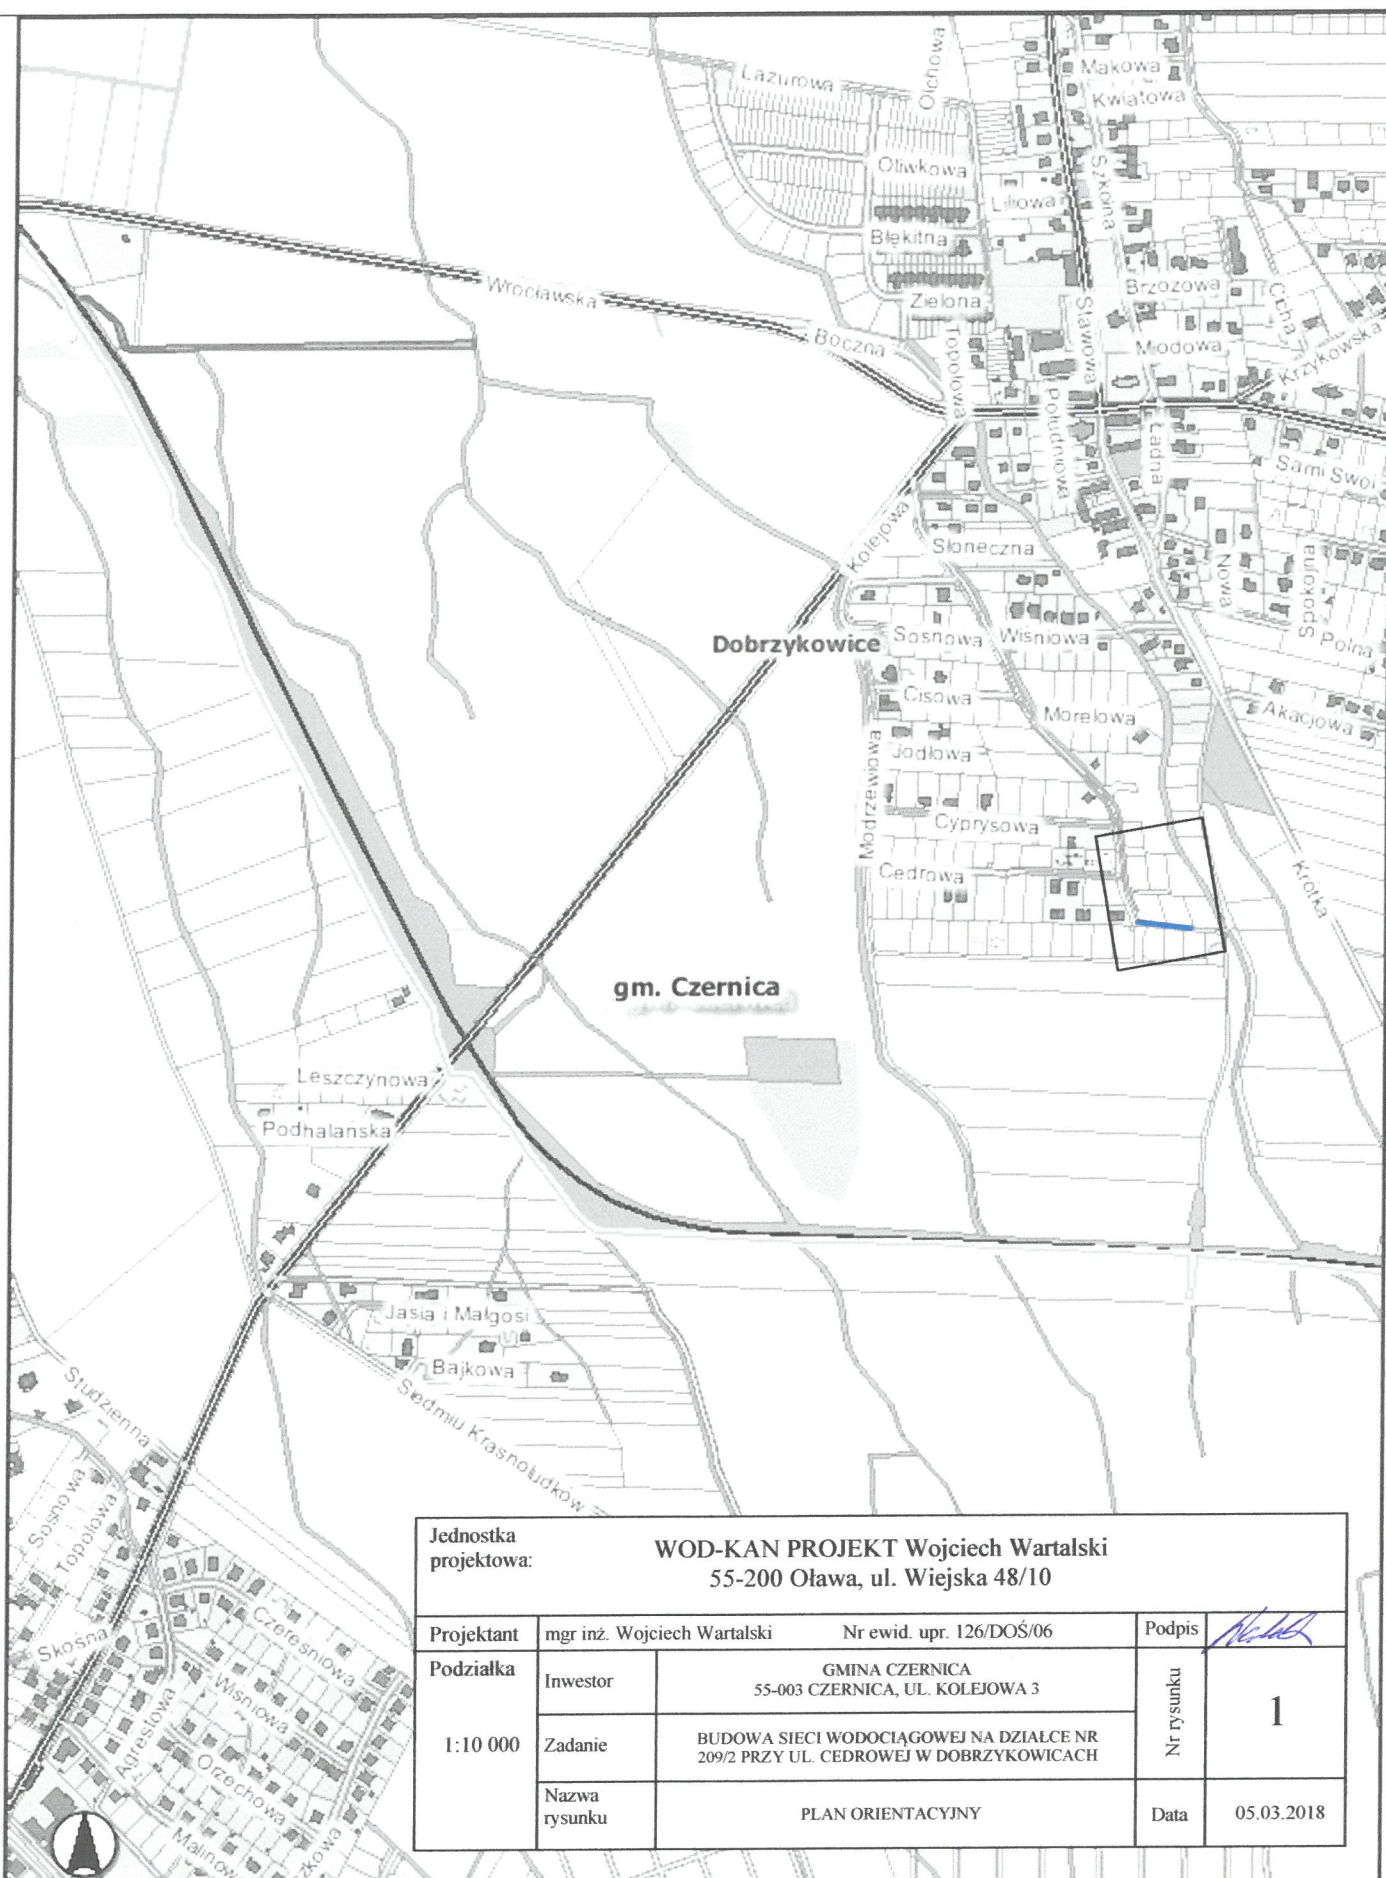 Lazurowa
Olchowa
Makowa
Kwiatowa
Oliwkowa
Szkolna
Liliowa
Błękitna
Wrocławska
Zielona
Brzozowa
Cicha
Boczna
Topolowa
Stawowa
Miodowa
Krzykowska
Południowa
Ładna
Sami Swoi
Kolejowa
Słoneczna
Nowa
Spokojna
Dobrzykowice
Sosnowa
Wiśniowa
Polna
Cisowa
Morelowa
Akacjowa
Jodłowa
Modrzewiowa
Cyprysowa
Cedrowa
Krótka
gm. Czernica
Leszczynowa
Podhalańska
Jasia i Małgosi
Bajkowa
Siedmiu Krasnoludków
Studzienna
Sosnowa
Topolowa
Skośna
Czereśniowa
Wiśniowa
Agrestowa
Orzechowa
Malinow
zkowa
Jednostka
projektowa:
WOD-KAN PROJEKT Wojciech Wartalski
55-200 Oława, ul. Wiejska 48/10
Projektant mgr inż. Wojciech Wartalski Nr ewid. upr. 126/DOŚ/06 Podpis
Podziałka
1:10 000
Inwestor
GMINA CZERNICA
55-003 CZERNICA, UL. KOLEJOWA 3
Nr rysunku
1
Zadanie
BUDOWA SIECI WODOCIĄGOWEJ NA DZIAŁCE NR
209/2 PRZY UL. CEDROWEJ W DOBRZYKOWICACH
Nazwa
rysunku
PLAN ORIENTACYJNY
Data
05.03.2018